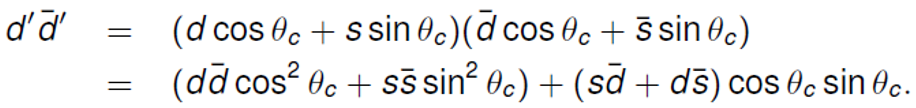 d′d̄′ = (d cos θc + s sin θc)(d̄ cos θc + s̄ sin θc)
= (dd̄ cos² θc + ss̄ sin² θc) + (sd̄ + ds̄) cos θc sin θc.